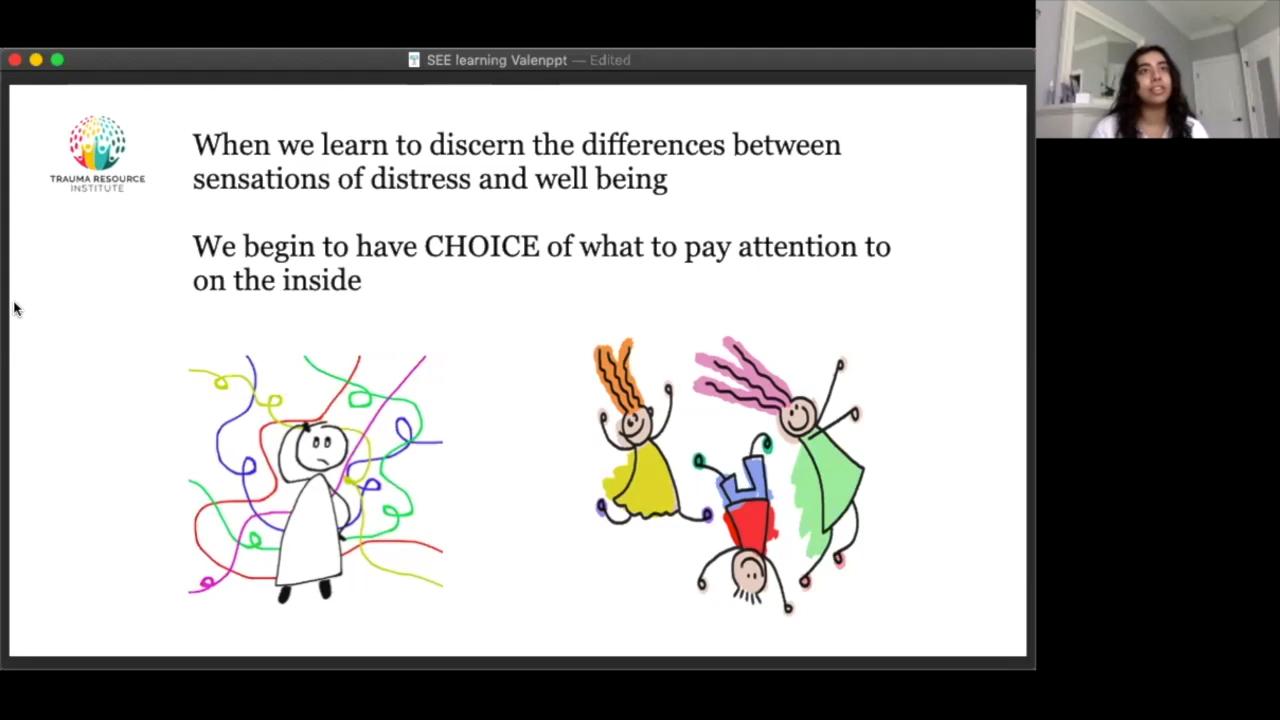 SEE learning Valenppt — Edited
TRAUMA RESOURCE
INSTITUTE
When we learn to discern the differences between
sensations of distress and well being
We begin to have CHOICE of what to pay attention to
on the inside